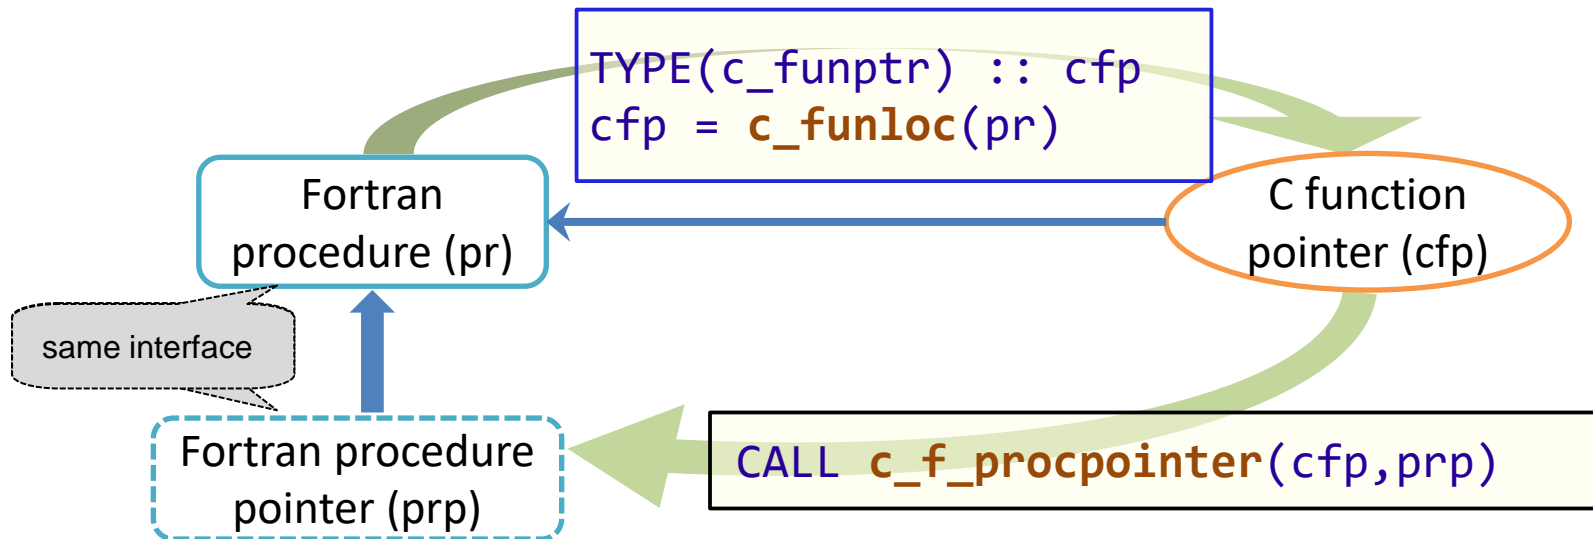 TYPE(c_funptr) :: cfp
cfp = c_funloc(pr)
Fortran
procedure (pr)
C function
pointer (cfp)
same interface
Fortran procedure
pointer (prp)
CALL c_f_procpointer(cfp,prp)